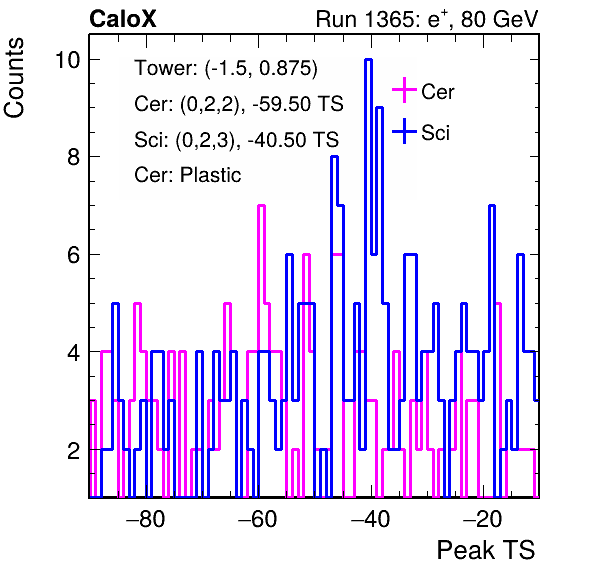 CaloX
Run 1365: e+, 80 GeV
Counts
Tower: (-1.5, 0.875)
Cer: (0,2,2), -59.50 TS
Sci: (0,2,3), -40.50 TS
Cer: Plastic
Cer
Sci
10
8
6
4
2
−80 −60 −40 −20
Peak TS